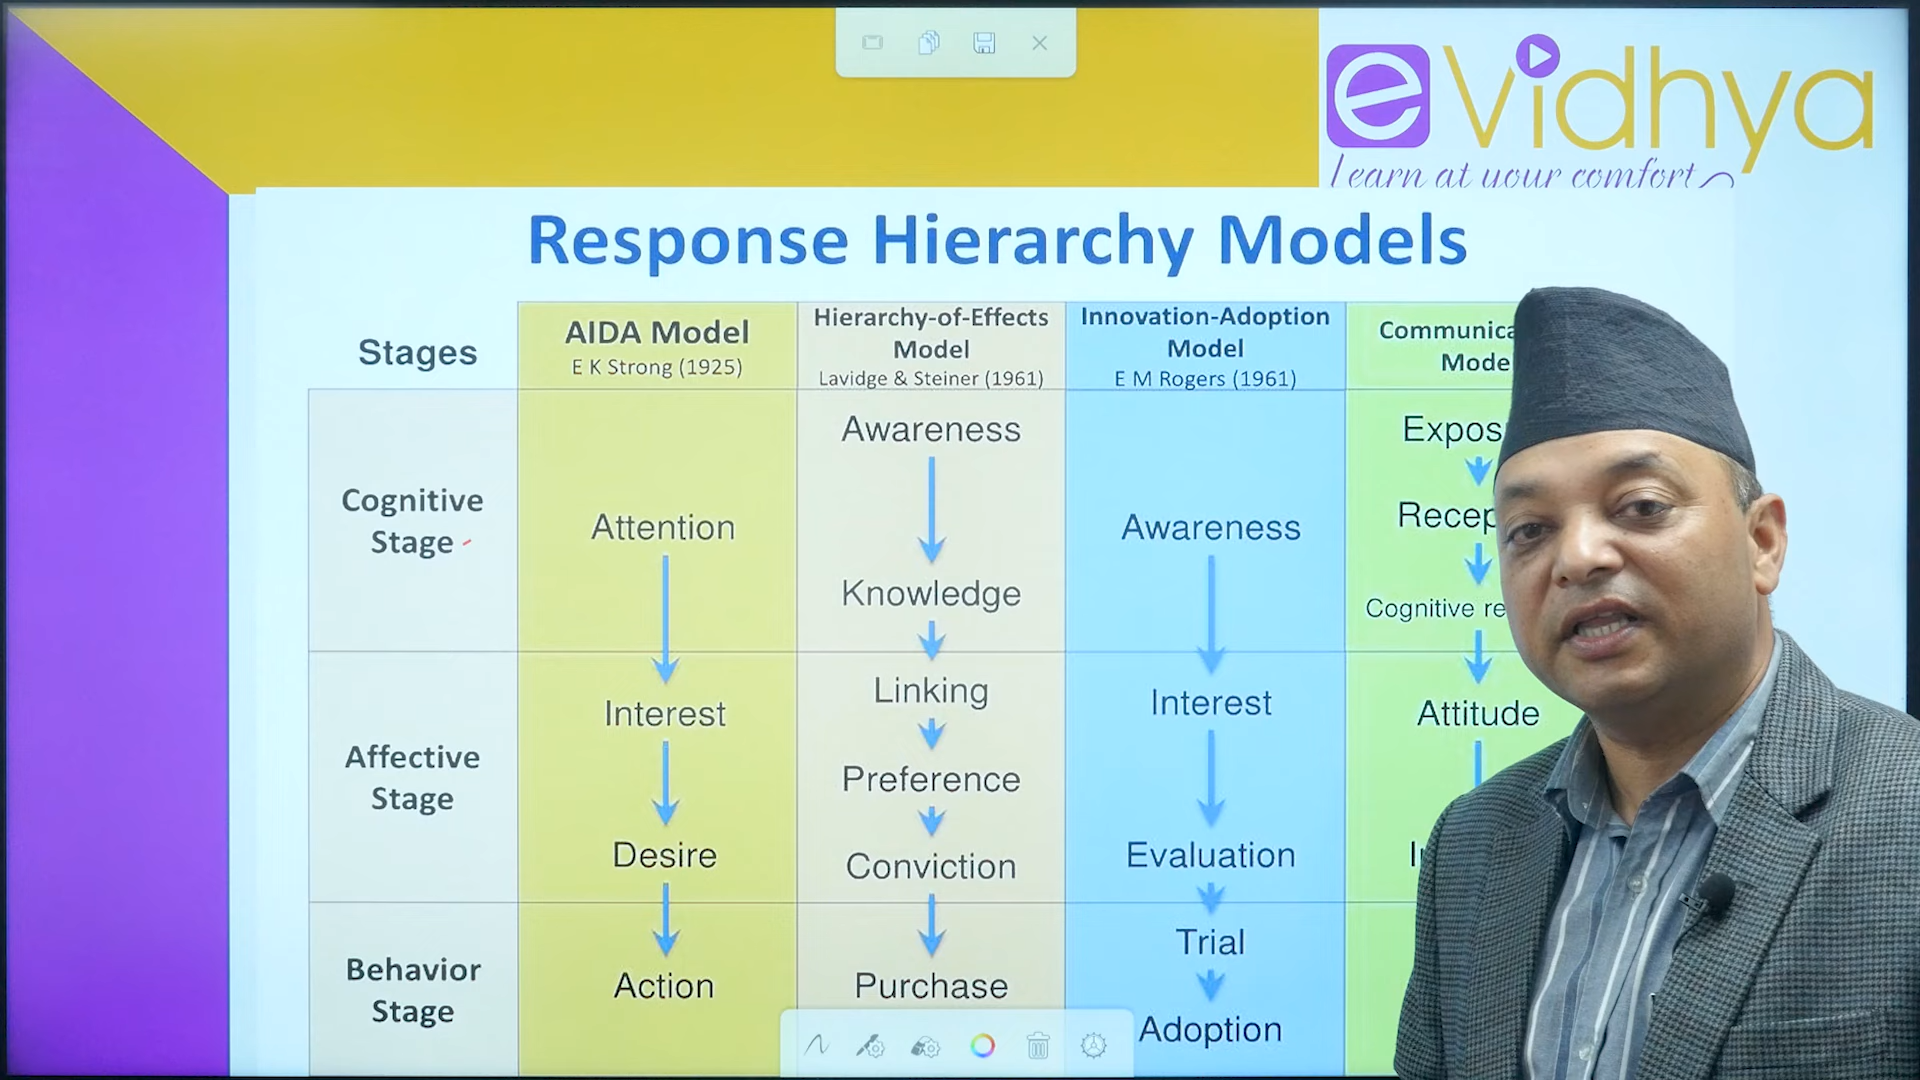 eVidhya
Learn at your comfort
Response Hierarchy Models
Stages
AIDA Model
E K Strong (1925)
Hierarchy-of-Effects
Model
Lavidge & Steiner (1961)
Innovation-Adoption
Model
E M Rogers (1961)
Cognitive
Stage
Attention
Awareness
Knowledge
Awareness
Affective
Stage
Interest
Desire
Linking
Preference
Conviction
Interest
Evaluation
Attitude
Behavior
Stage
Action
Purchase
Trial
Adoption